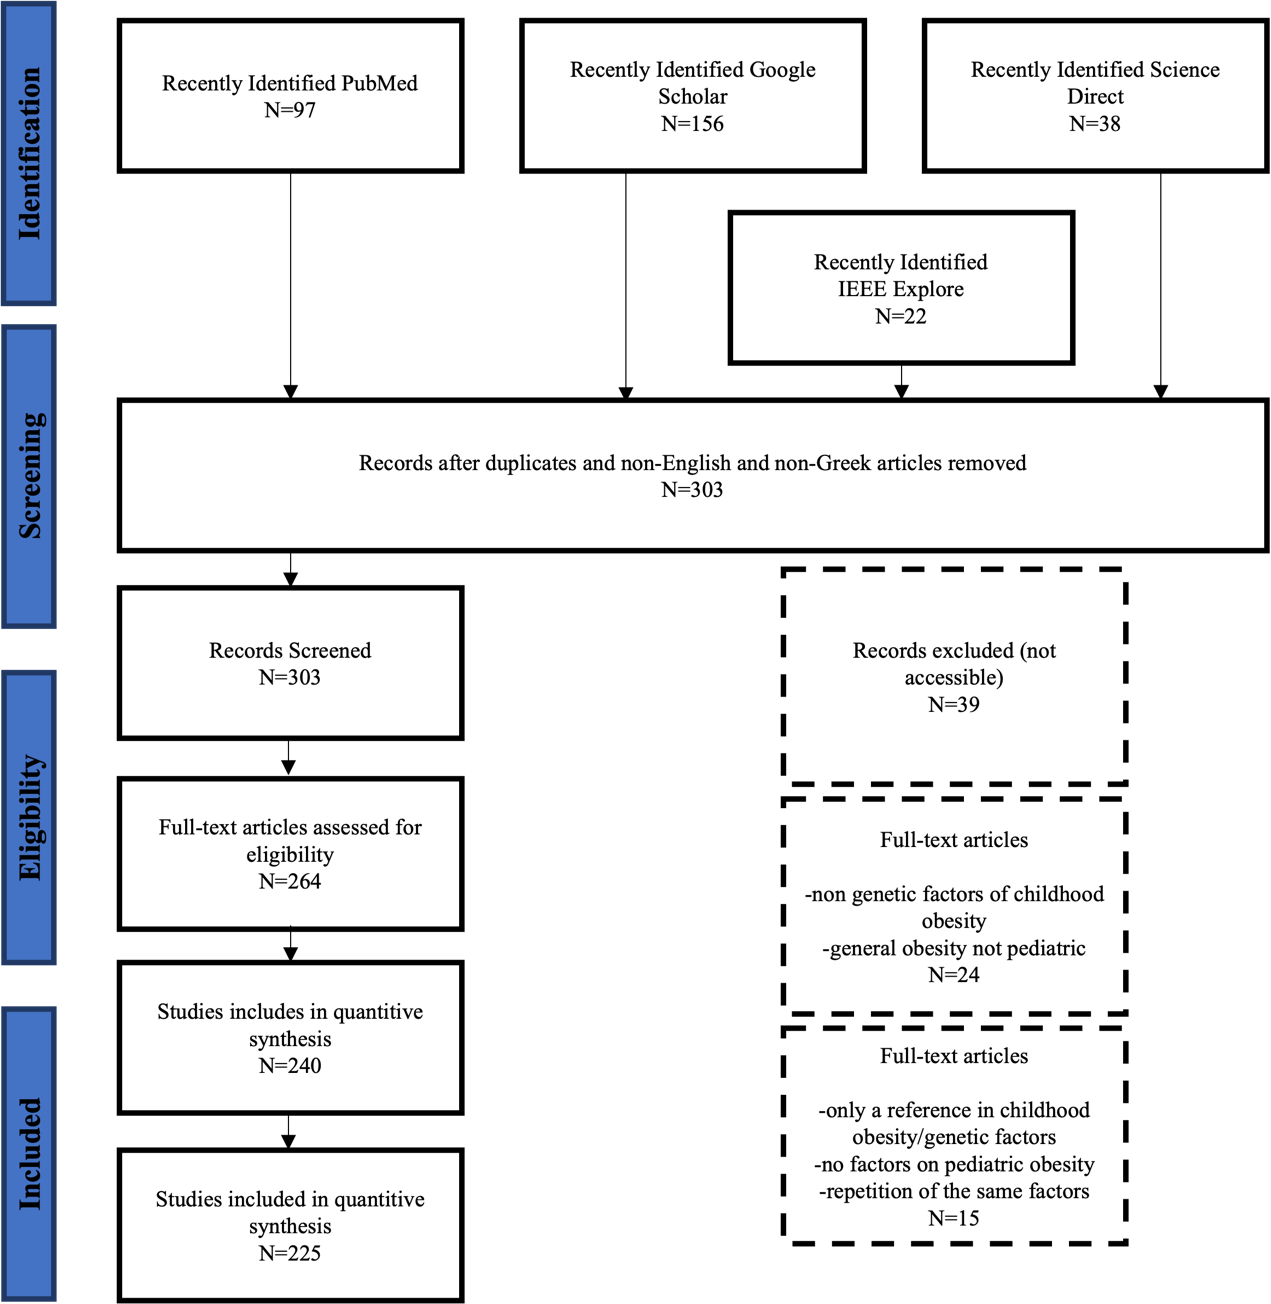 Identification
Recently Identified PubMed
N=97
Recently Identified Google
Scholar
N=156
Recently Identified Science
Direct
N=38
Recently Identified
IEEE Explore
N=22
Screening
Records after duplicates and non-English and non-Greek articles removed
N=303
Records Screened
N=303
Records excluded (not
accessible)
N=39
Eligibility
Full-text articles assessed for
eligibility
N=264
Full-text articles
-non genetic factors of childhood
obesity
-general obesity not pediatric
N=24
Studies includes in quantitive
synthesis
N=240
Included
Full-text articles
-only a reference in childhood
obesity/genetic factors
-no factors on pediatric obesity
-repetition of the same factors
N=15
Studies included in quantitive
synthesis
N=225